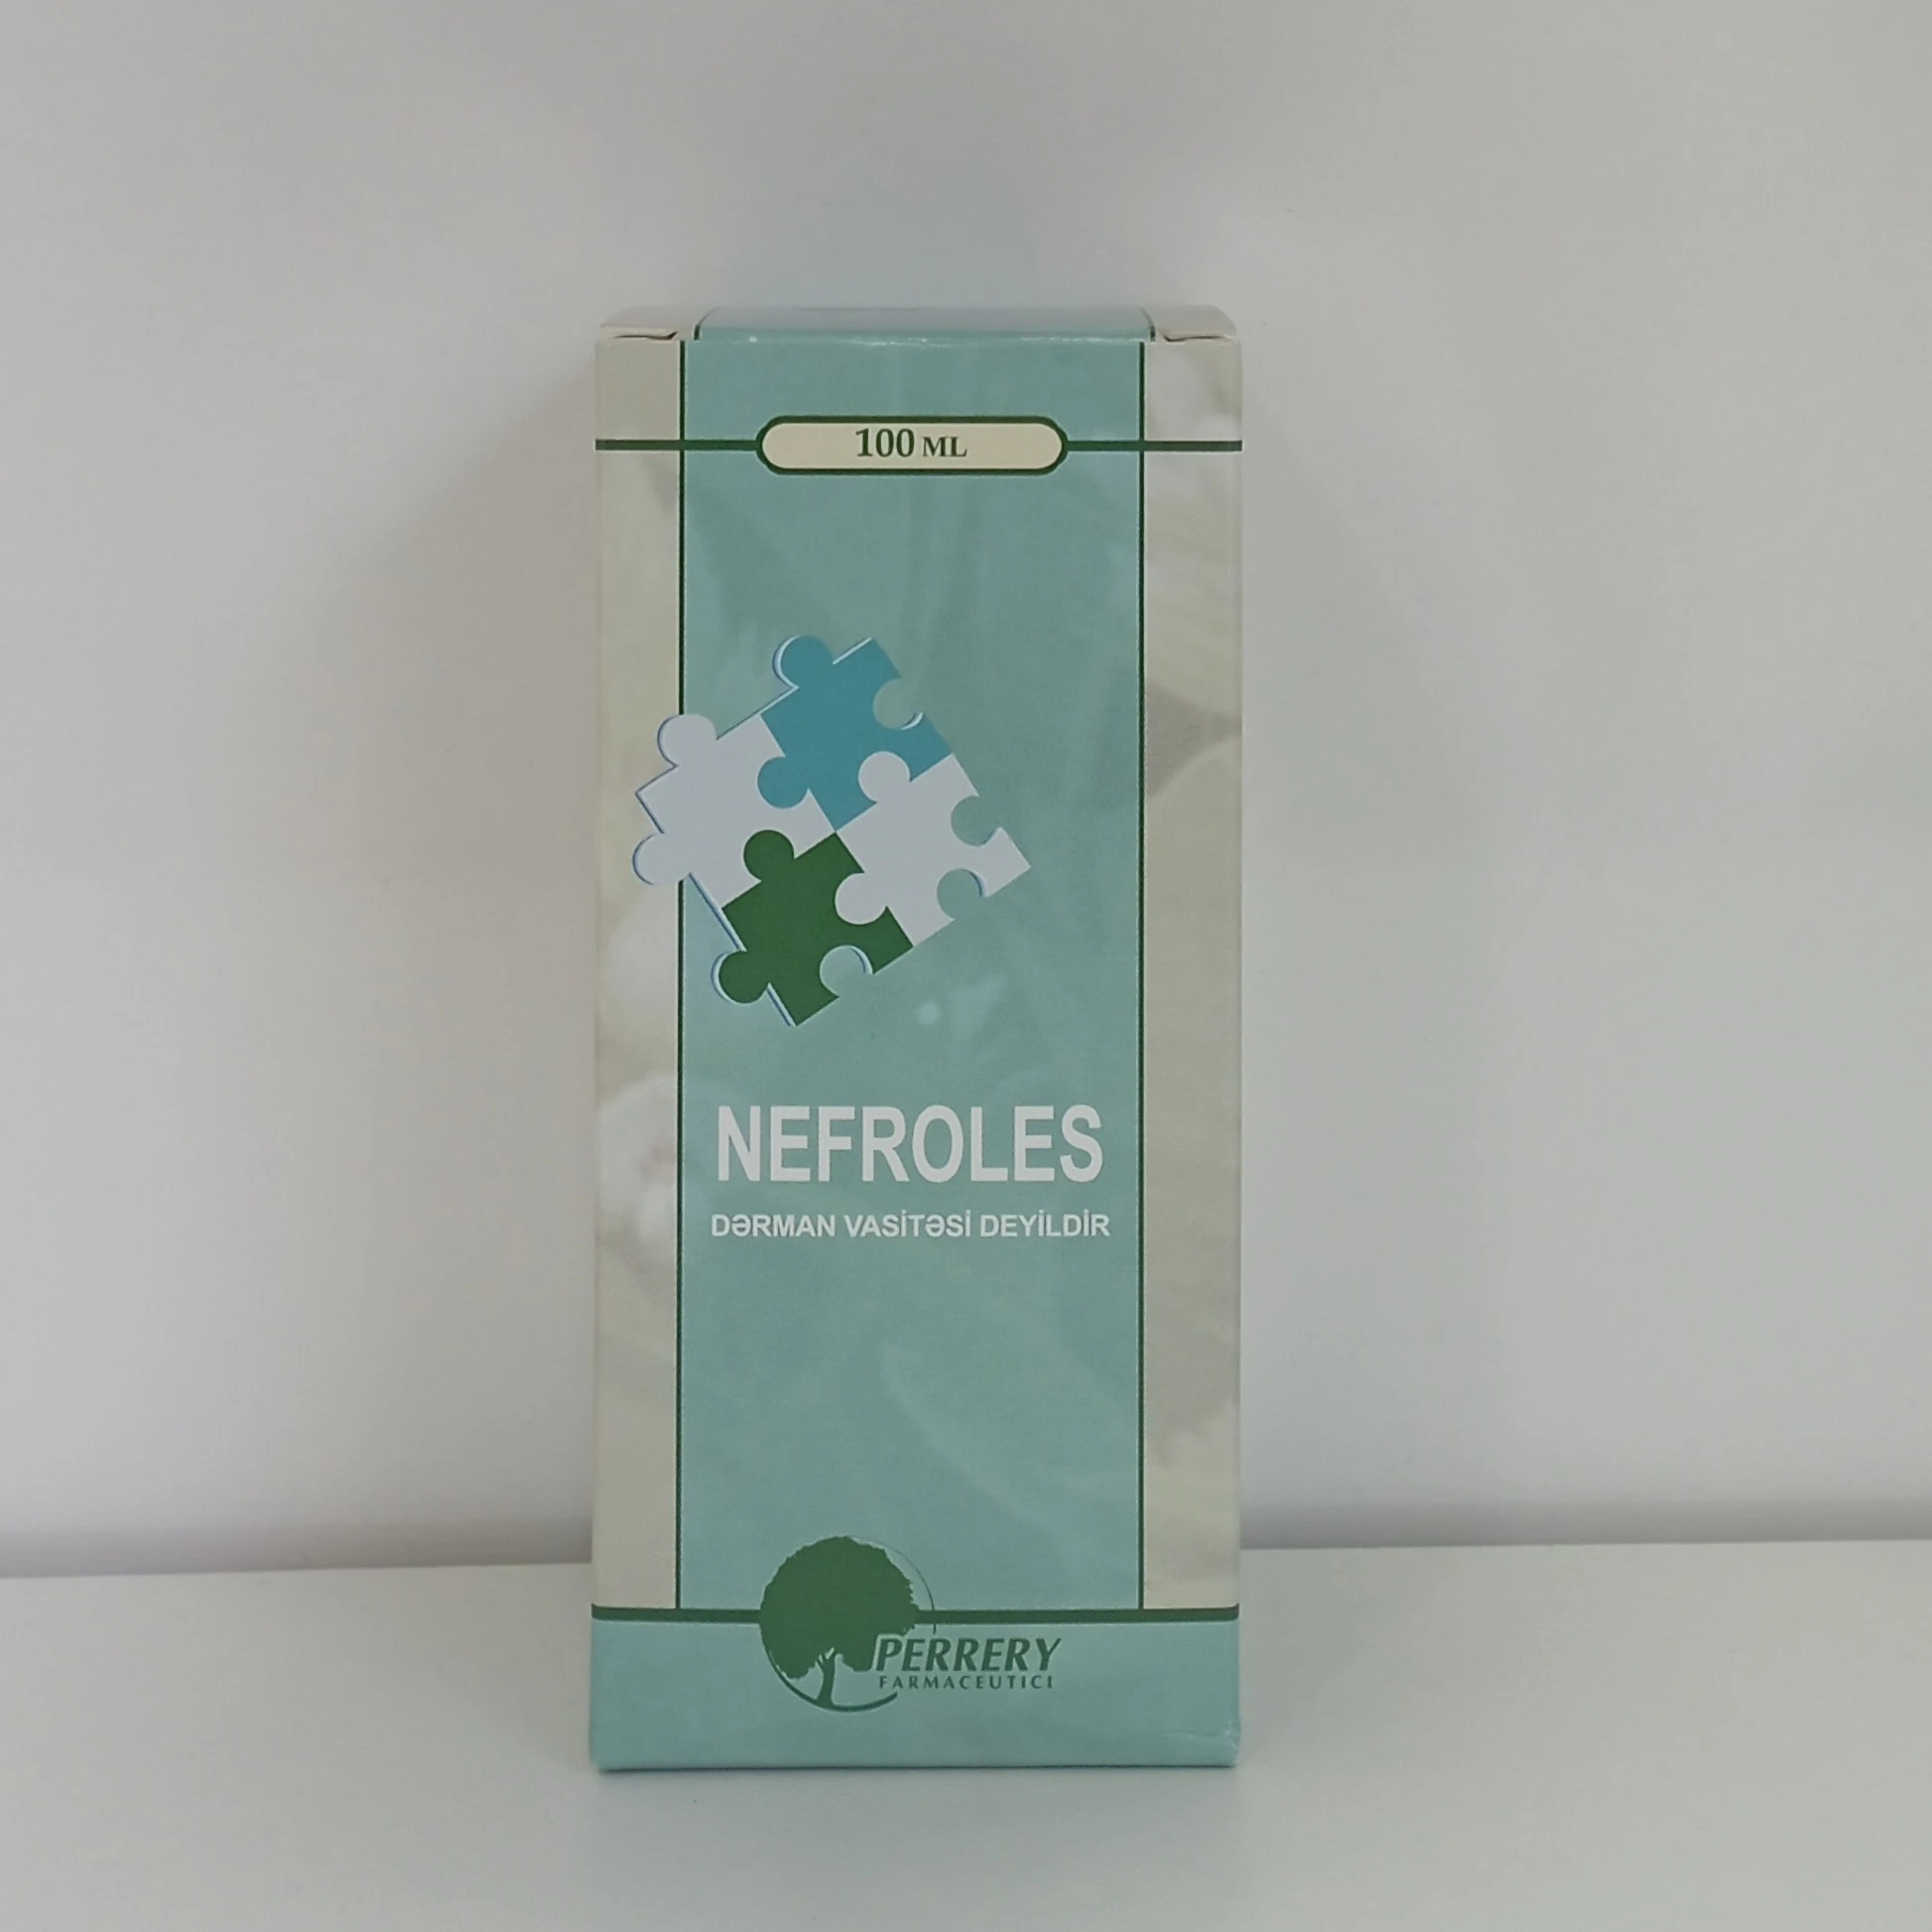 100 ML
NEFROLES
DƏRMAN VASİTƏSİ DEYİLDİR
PERRERY
FARMACEUTICI